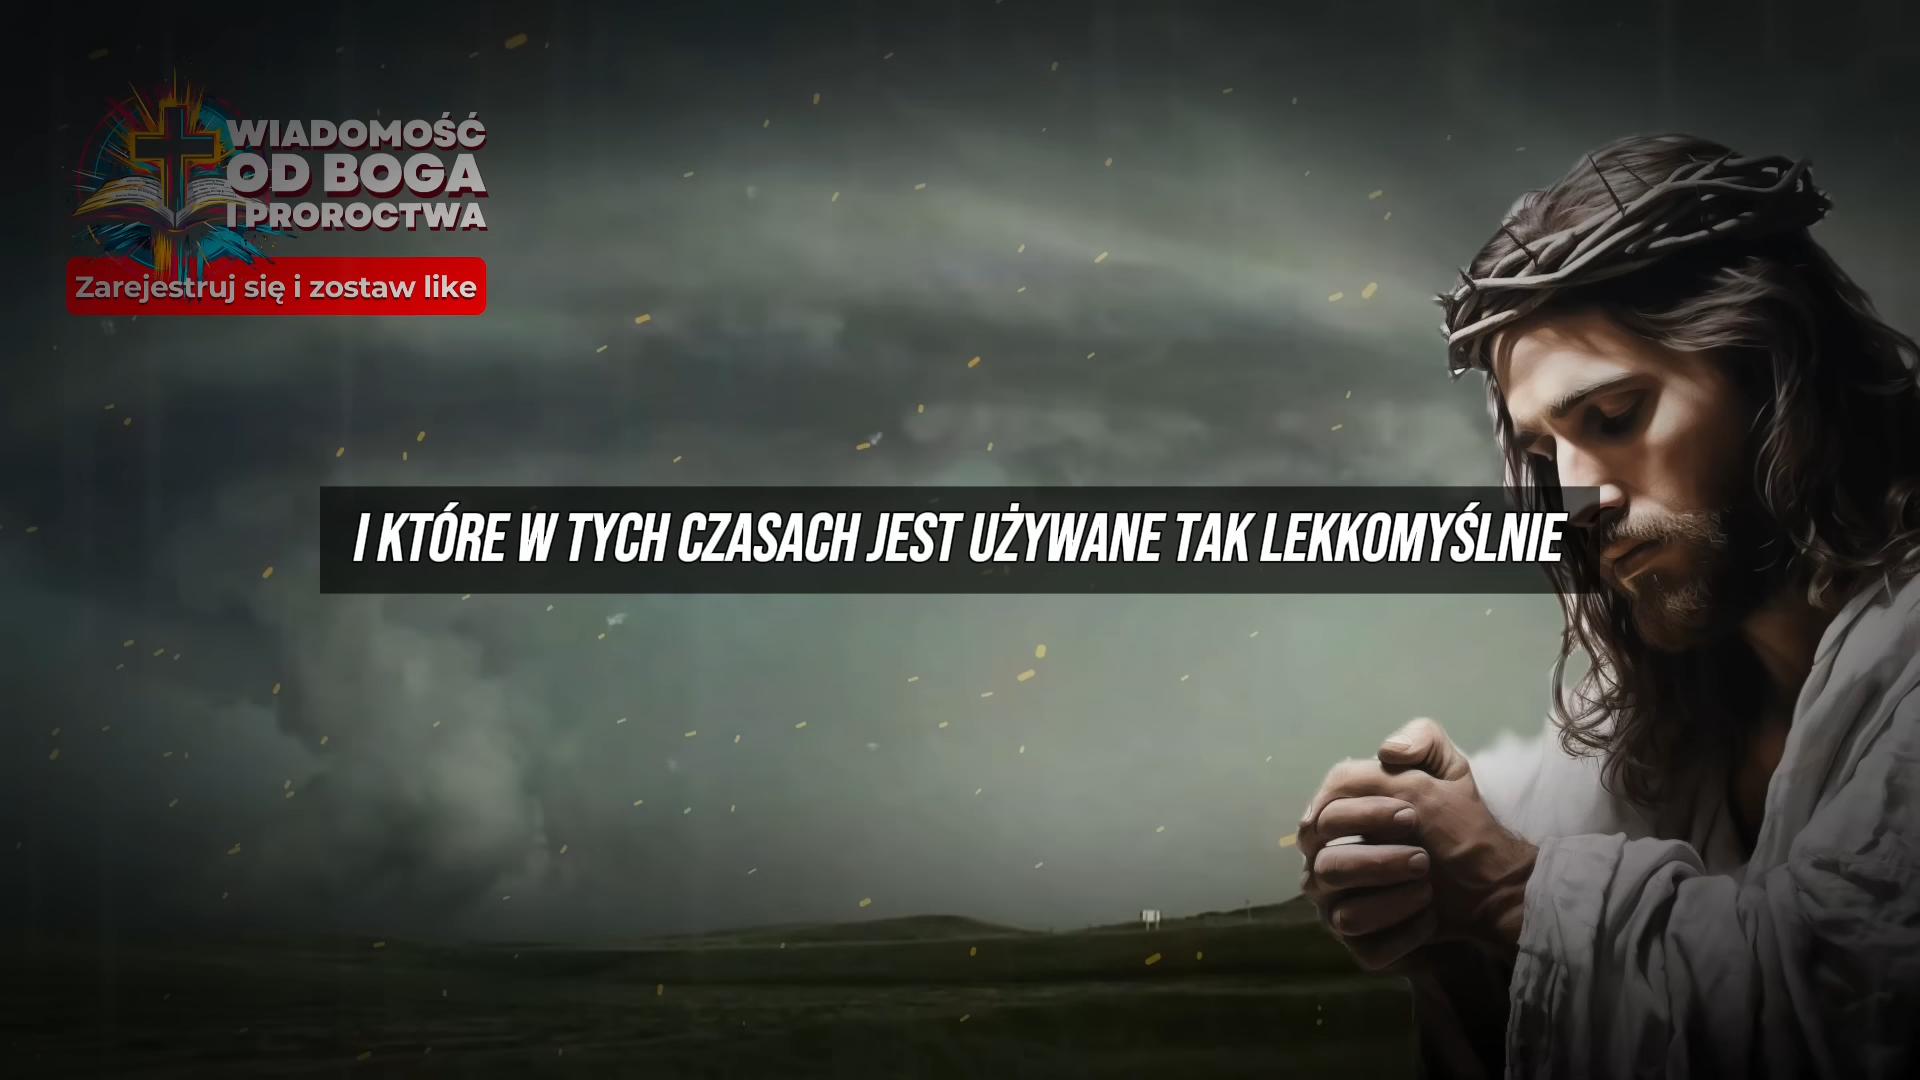 WIADOMOŚĆ
OD BOGA
I PROROCTWA
Zarejestruj się i zostaw like
I KTÓRE W TYCH CZASACH JEST UŻYWANE TAK LEKKOMYŚLNIE